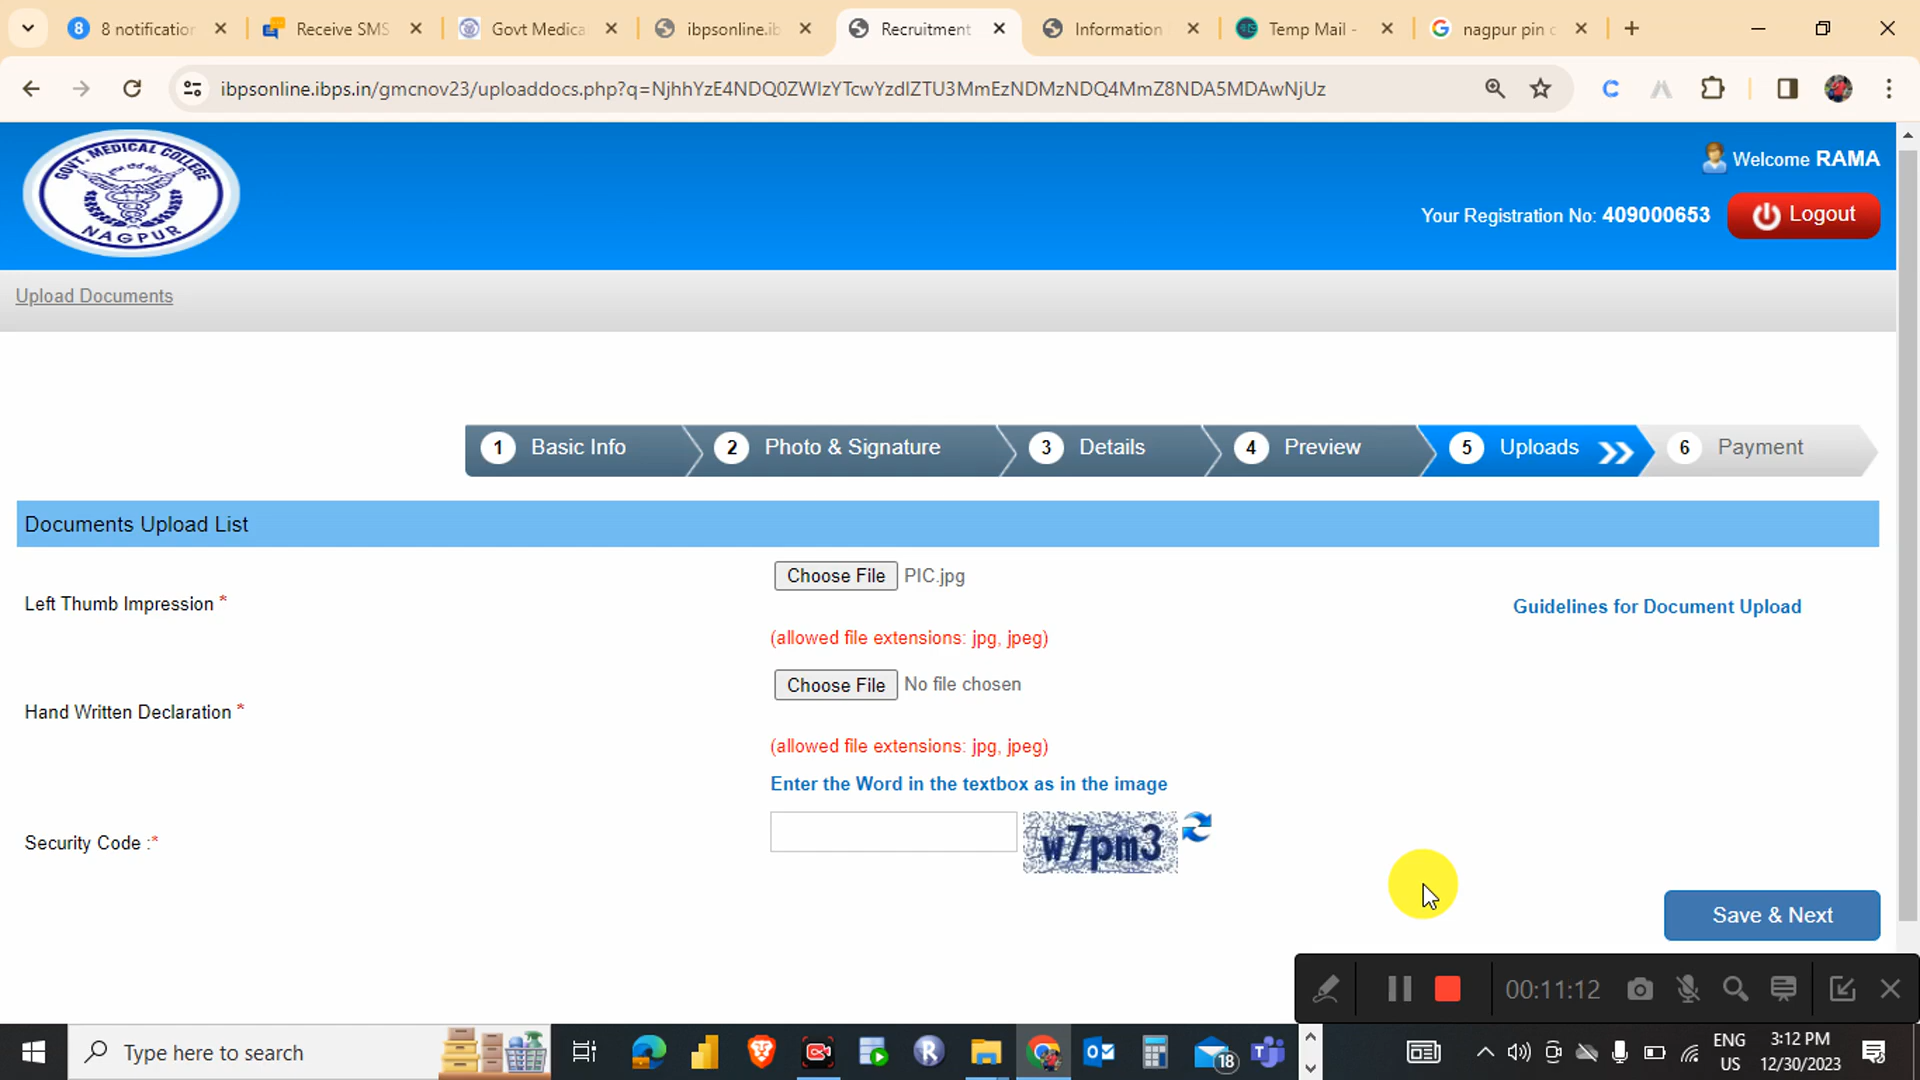 8 notification
Receive SMS
Govt Medica
ibpsonline.ib
Recruitment
Information
Temp Mail -
nagpur pin c
ibpsonline.ibps.in/gmcnov23/uploaddocs.php?q=NjhhYzE4NDQ0ZWIzYTcwYzdlZTU3MmEzNDMzNDQ4MmZ8NDA5MDAwNjUz
GOVT. MEDICAL COLLEGE
NAGPUR
Welcome RAMA
Your Registration No: 409000653
Logout
Upload Documents
1 Basic Info
2 Photo & Signature
3 Details
4 Preview
5 Uploads
6 Payment
Documents Upload List
Left Thumb Impression *
Choose File PIC.jpg
(allowed file extensions: jpg, jpeg)
Guidelines for Document Upload
Hand Written Declaration *
Choose File No file chosen
(allowed file extensions: jpg, jpeg)
Enter the Word in the textbox as in the image
Security Code :*
w7pm3
Save & Next
00:11:12
Type here to search
18
ENG
US
3:12 PM
12/30/2023